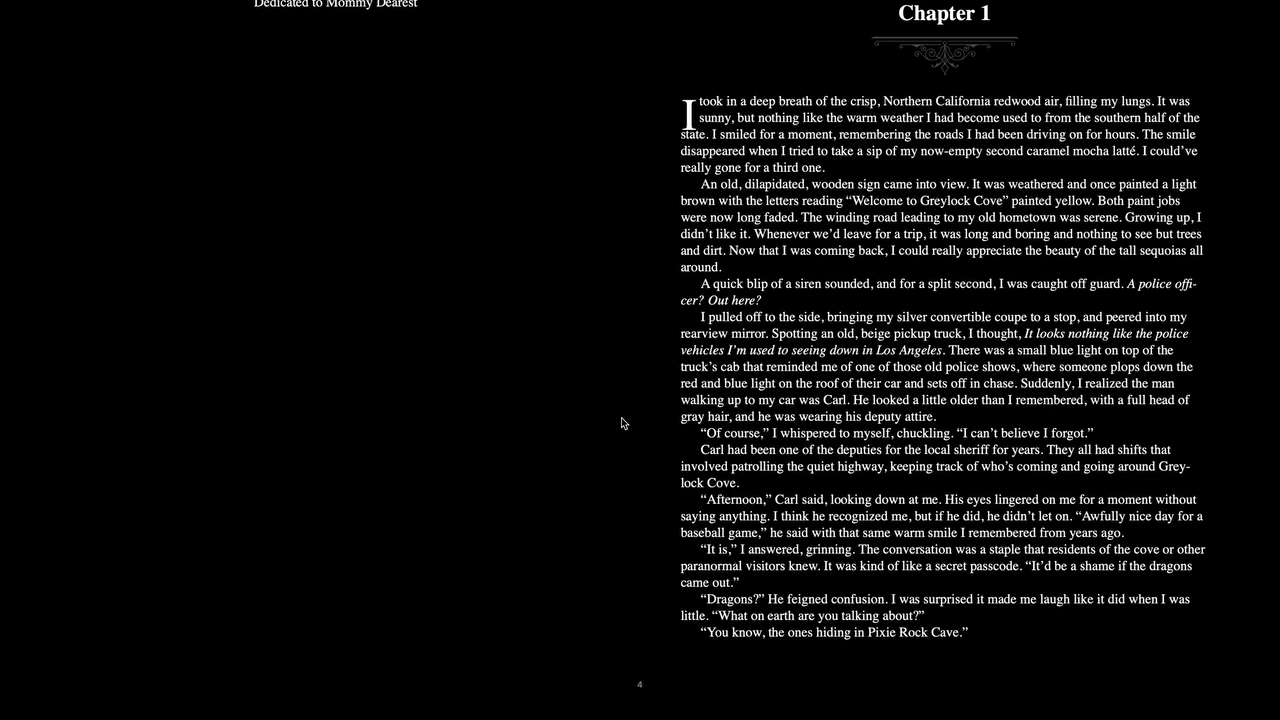 Dedicated to Mommy Dearest
Chapter 1
I took in a deep breath of the crisp, Northern California redwood air, filling my lungs. It was
sunny, but nothing like the warm weather I had become used to from the southern half of the
state. I smiled for a moment, remembering the roads I had been driving on for hours. The smile
disappeared when I tried to take a sip of my now-empty second caramel mocha latté. I could’ve
really gone for a third one.
An old, dilapidated, wooden sign came into view. It was weathered and once painted a light
brown with the letters reading “Welcome to Greylock Cove” painted yellow. Both paint jobs
were now long faded. The winding road leading to my old hometown was serene. Growing up, I
didn’t like it. Whenever we’d leave for a trip, it was long and boring and nothing to see but trees
and dirt. Now that I was coming back, I could really appreciate the beauty of the tall sequoias all
around.
A quick blip of a siren sounded, and for a split second, I was caught off guard. A police offi-
cer? Out here?
I pulled off to the side, bringing my silver convertible coupe to a stop, and peered into my
rearview mirror. Spotting an old, beige pickup truck, I thought, It looks nothing like the police
vehicles I’m used to seeing down in Los Angeles. There was a small blue light on top of the
truck’s cab that reminded me of one of those old police shows, where someone plops down the
red and blue light on the roof of their car and sets off in chase. Suddenly, I realized the man
walking up to my car was Carl. He looked a little older than I remembered, with a full head of
gray hair, and he was wearing his deputy attire.
“Of course,” I whispered to myself, chuckling. “I can’t believe I forgot.”
Carl had been one of the deputies for the local sheriff for years. They all had shifts that
involved patrolling the quiet highway, keeping track of who’s coming and going around Grey-
lock Cove.
“Afternoon,” Carl said, looking down at me. His eyes lingered on me for a moment without
saying anything. I think he recognized me, but if he did, he didn’t let on. “Awfully nice day for a
baseball game,” he said with that same warm smile I remembered from years ago.
“It is,” I answered, grinning. The conversation was a staple that residents of the cove or other
paranormal visitors knew. It was kind of like a secret passcode. “It’d be a shame if the dragons
came out.”
“Dragons?” He feigned confusion. I was surprised it made me laugh like it did when I was
little. “What on earth are you talking about?”
“You know, the ones hiding in Pixie Rock Cave.”
4